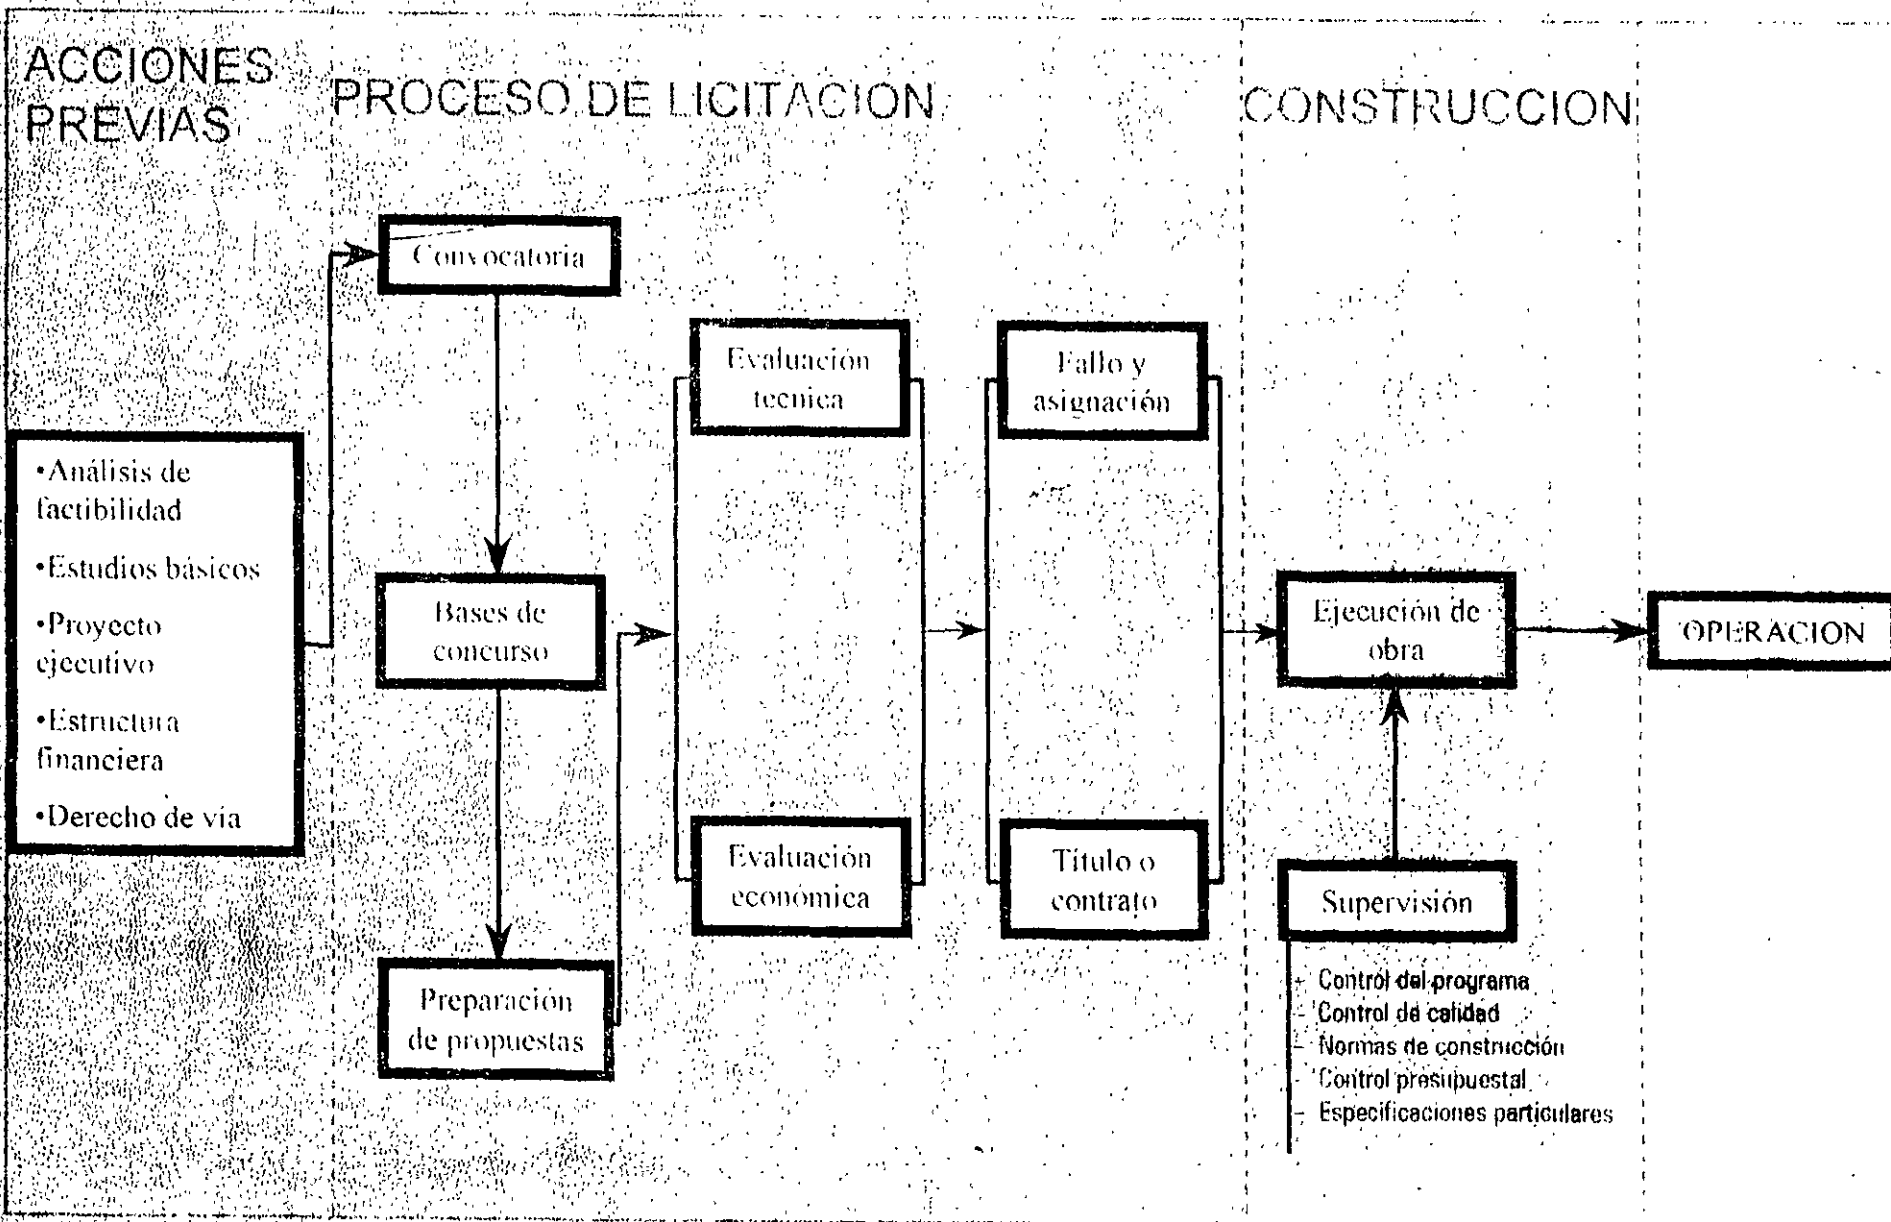 ACCIONES
PREVIAS
PROCESO DE LICITACION
CONSTRUCCION
•Análisis de
factibilidad
•Estudios básicos
•Proyecto
ejecutivo
•Estructura
financiera
•Derecho de vía
Convocatoria
Bases de
concurso
Preparación
de propuestas
Evaluación
tecnica
Evaluación
económica
Fallo y
asignación
Título o
contrato
Ejecución de
obra
Supervisión
- Control del programa
- Control de calidad
- Normas de construcción
- Control presupuestal
- Especificaciones particulares
OPERACION